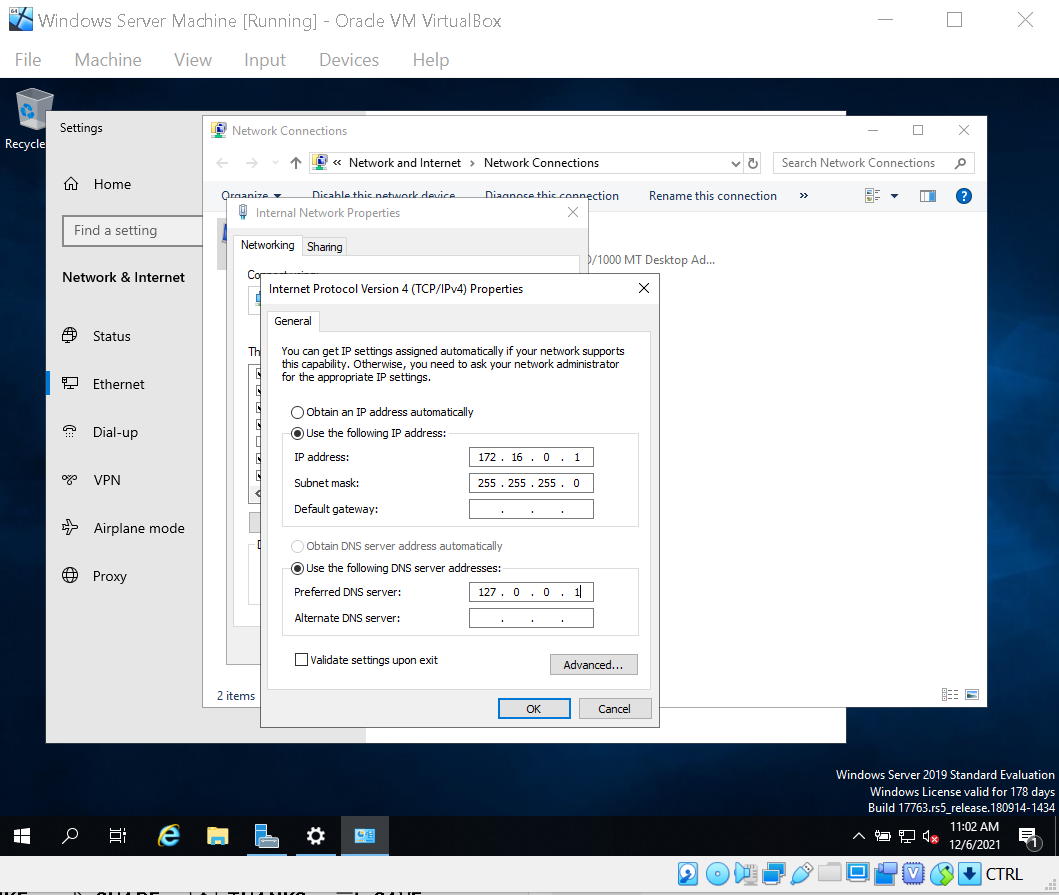 Windows Server Machine [Running] - Oracle VM VirtualBox
File Machine View Input Devices Help
Recycle
Settings
Home
Find a setting
Network & Internet
Status
Ethernet
Dial-up
VPN
Airplane mode
Proxy
Network Connections
« Network and Internet › Network Connections
Search Network Connections
Organize Disable this network device Diagnose this connection Rename this connection »
/1000 MT Desktop Ad...
2 items
Internal Network Properties
Networking Sharing
Internet Protocol Version 4 (TCP/IPv4) Properties
General
You can get IP settings assigned automatically if your network supports
this capability. Otherwise, you need to ask your network administrator
for the appropriate IP settings.
Obtain an IP address automatically
Use the following IP address:
IP address: 172 . 16 . 0 . 1
Subnet mask: 255 . 255 . 255 . 0
Default gateway: . . .
Obtain DNS server address automatically
Use the following DNS server addresses:
Preferred DNS server: 127 . 0 . 0 . 1
Alternate DNS server: . . .
Validate settings upon exit
Advanced...
OK Cancel
Windows Server 2019 Standard Evaluation
Windows License valid for 178 days
Build 17763.rs5_release.180914-1434
11:02 AM
12/6/2021
1
CTRL